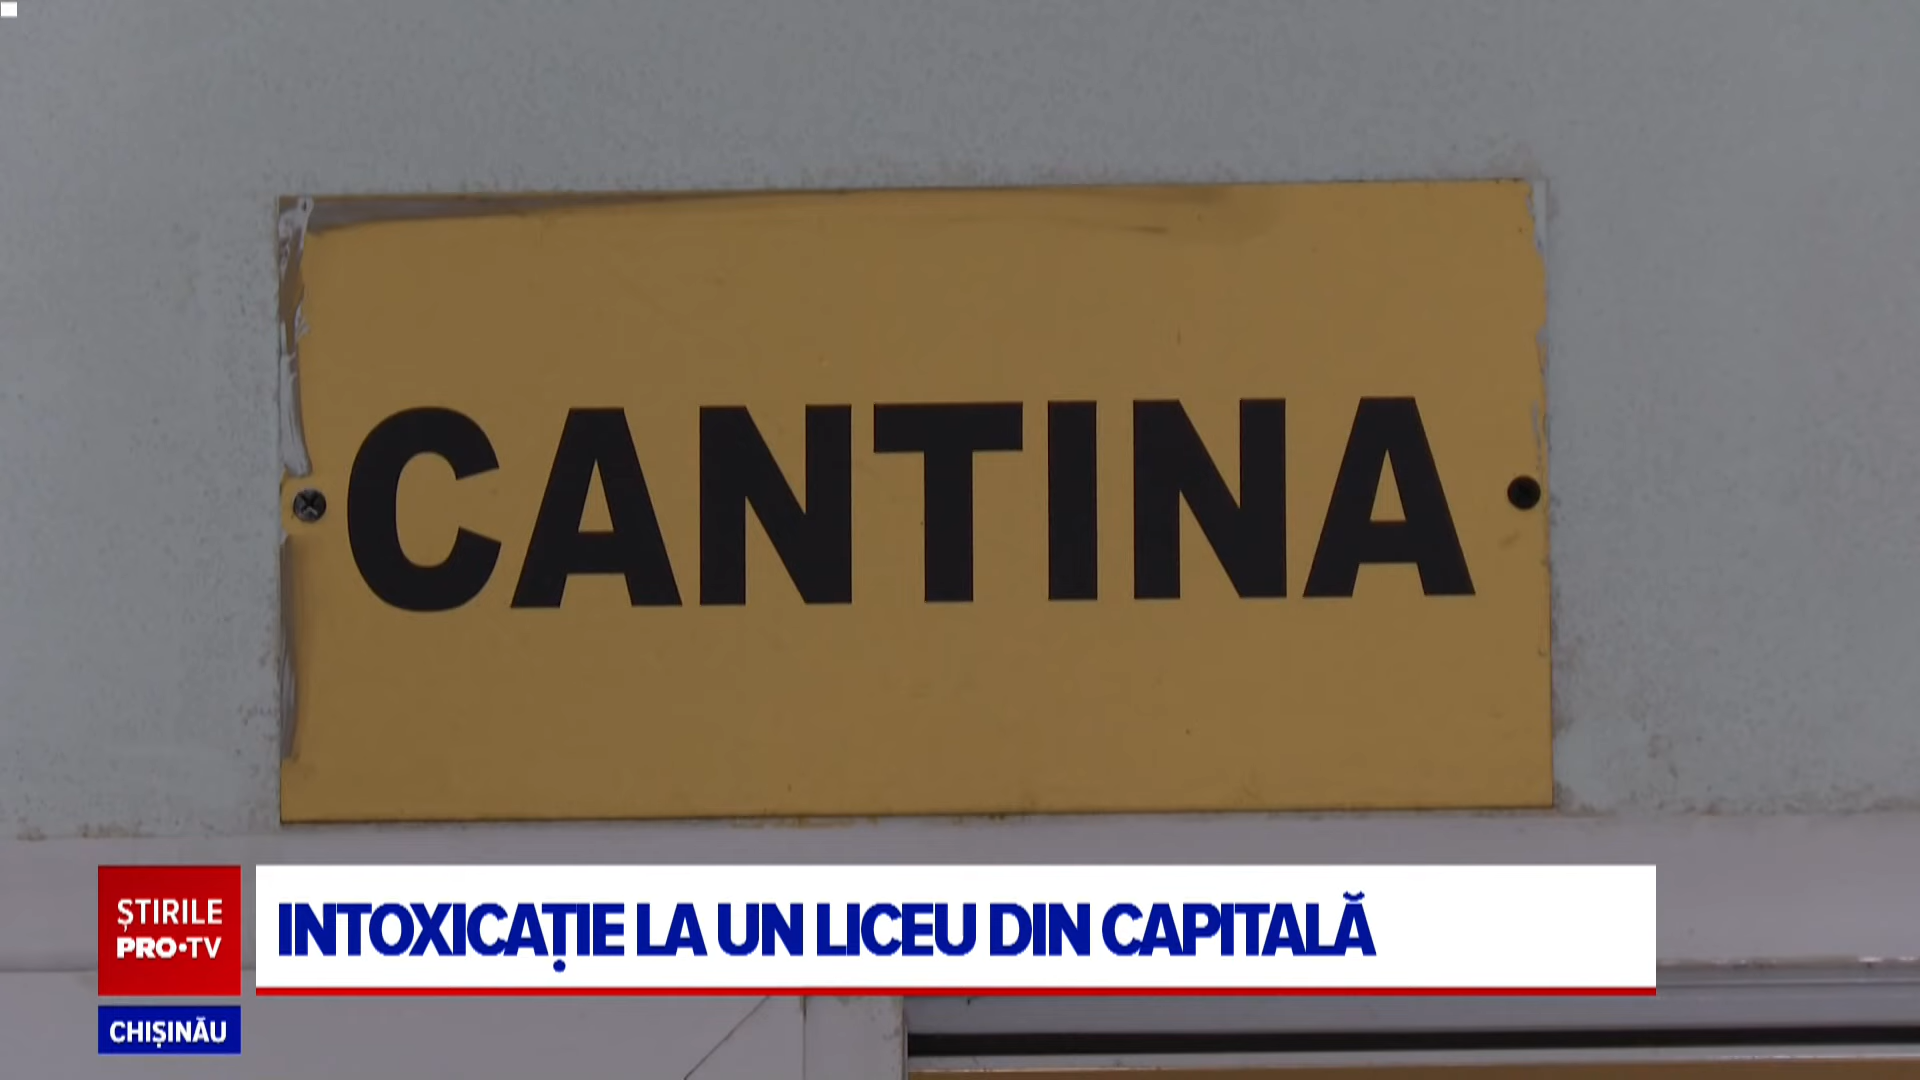 CANTINA
ȘTIRILE
PRO•TV
INTOXICAȚIE LA UN LICEU DIN CAPITALĂ
CHIȘINĂU